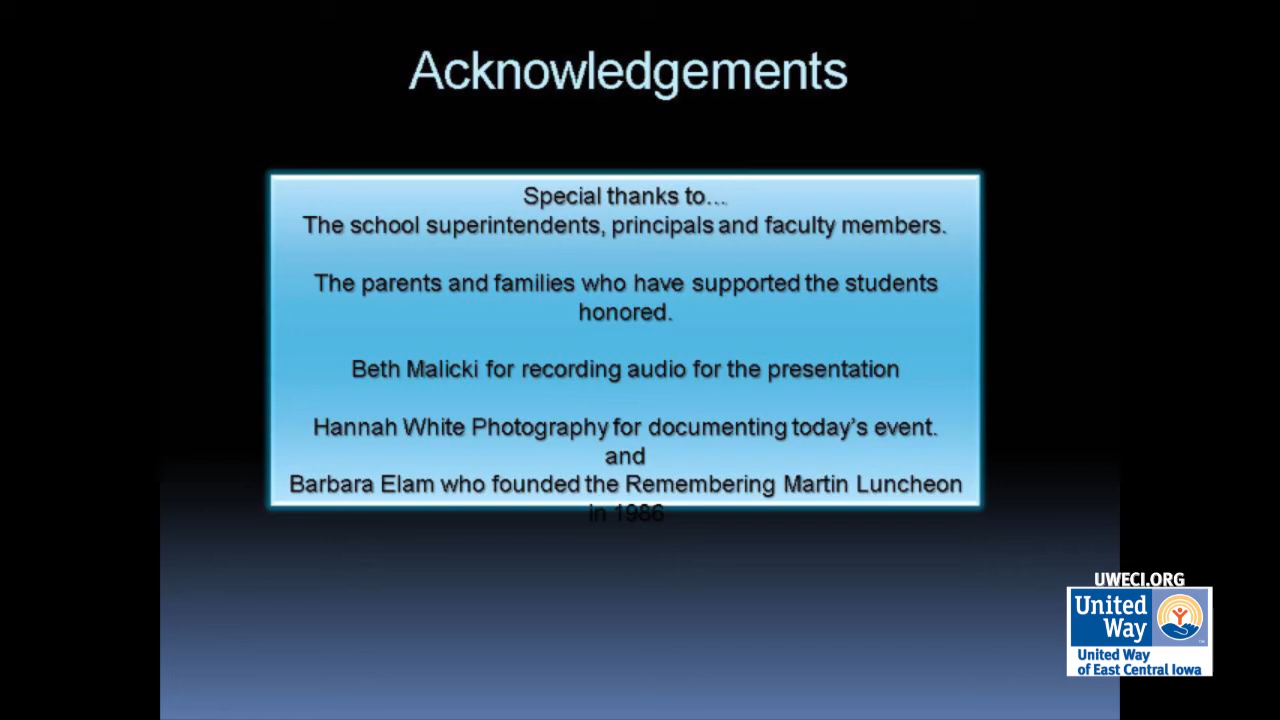 Acknowledgements
Special thanks to...
The school superintendents, principals and faculty members.
The parents and families who have supported the students
honored.
Beth Malicki for recording audio for the presentation
Hannah White Photography for documenting today's event.
and
Barbara Elam who founded the Remembering Martin Luncheon
in 1986
UWECI.ORG
United
Way
United Way
of East Central Iowa